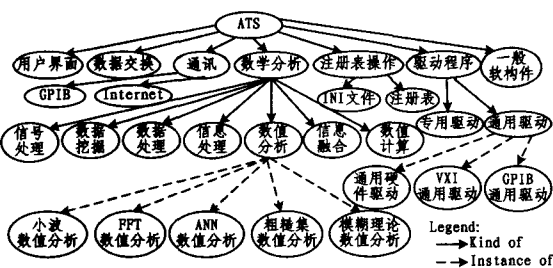 ATS
用户界面
数据交换
通讯
数学分析
注册表操作
驱动程序
一般
软构件
GPIB
Internet
INI文件
注册表
专用驱动
通用驱动
信号
处理
数据
挖掘
数据
处理
信息
处理
数值
分析
信息
融合
数值
计算
通用硬
件驱动
VXI
通用驱动
GPIB
通用驱动
小波
数值分析
FFT
数值分析
ANN
数值分析
粗糙集
数值分析
模糊理论
数值分析
Legend:
Kind of
Instance of